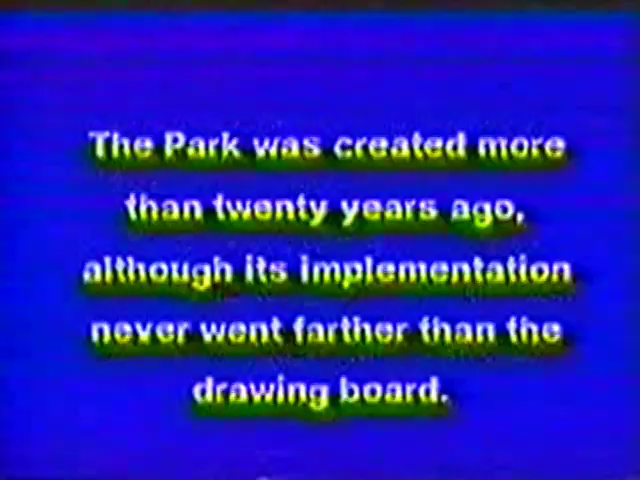 The Park was created more
than twenty years ago,
although its implementation
never went farther than the
drawing board.